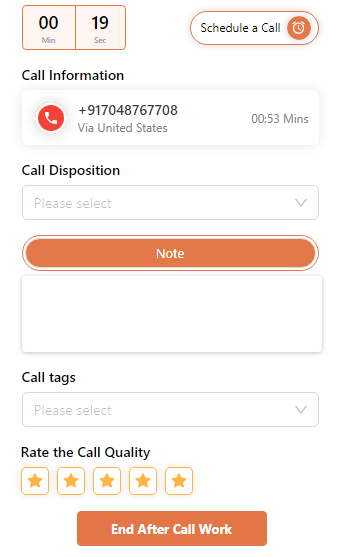 00 19
Min Sec
Schedule a Call
Call Information
+917048767708
Via United States
00:53 Mins
Call Disposition
Please select
Note
Call tags
Please select
Rate the Call Quality
End After Call Work